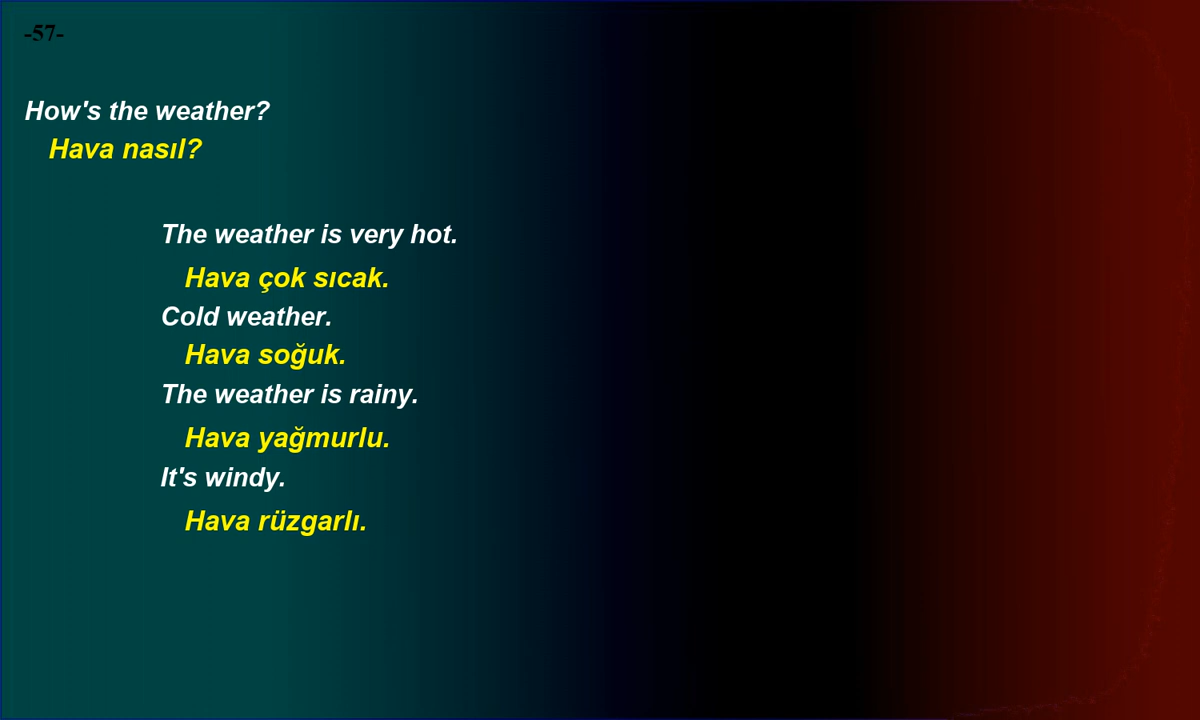 -57-
How's the weather?
Hava nasıl?
The weather is very hot.
Hava çok sıcak.
Cold weather.
Hava soğuk.
The weather is rainy.
Hava yağmurlu.
It's windy.
Hava rüzgarlı.